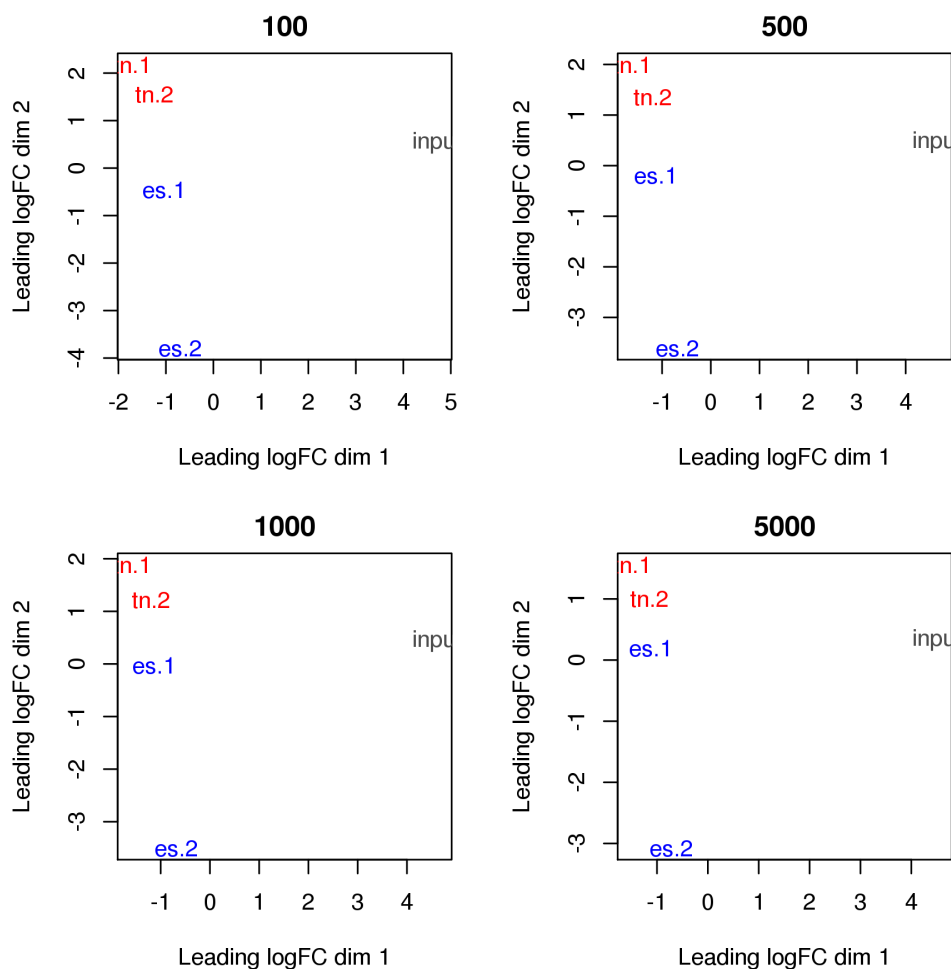 100
2
1
0
-1
-2
-3
-4
Leading logFC dim 2
n.1
tn.2
es.1
es.2
inpu
-2 -1 0 1 2 3 4 5
Leading logFC dim 1
500
2
1
0
-1
-2
-3
Leading logFC dim 2
n.1
tn.2
es.1
es.2
inpu
-1 0 1 2 3 4
Leading logFC dim 1
1000
2
1
0
-1
-2
-3
Leading logFC dim 2
n.1
tn.2
es.1
es.2
inpu
-1 0 1 2 3 4
Leading logFC dim 1
5000
1
0
-1
-2
-3
Leading logFC dim 2
n.1
tn.2
es.1
es.2
inpu
-1 0 1 2 3 4
Leading logFC dim 1